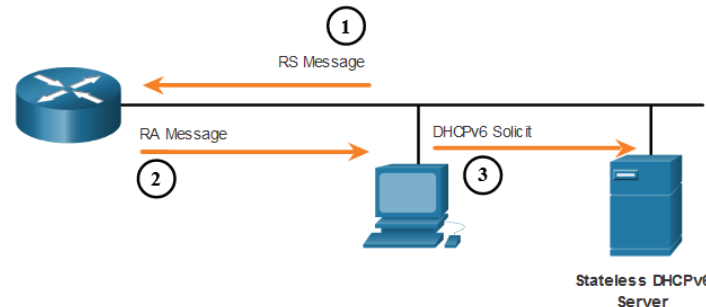 1
RS Message
RA Message
DHCPv6 Solicit
2
3
Stateless DHCPv6
Server